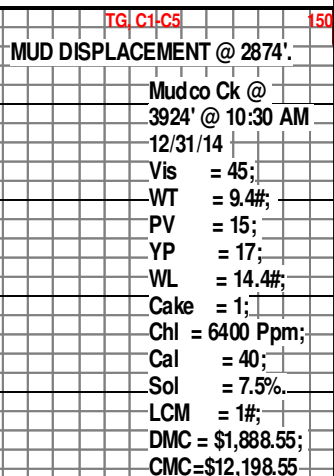 TG, C1-C5 150
MUD DISPLACEMENT @ 2874'.
Mudco Ck @
3924' @ 10:30 AM
12/31/14
Vis = 45;
WT = 9.4#;
PV = 15;
YP = 17;
WL = 14.4#;
Cake = 1;
Chl = 6400 Ppm;
Cal = 40;
Sol = 7.5%.
LCM = 1#;
DMC = $1,888.55;
CMC=$12,198.55